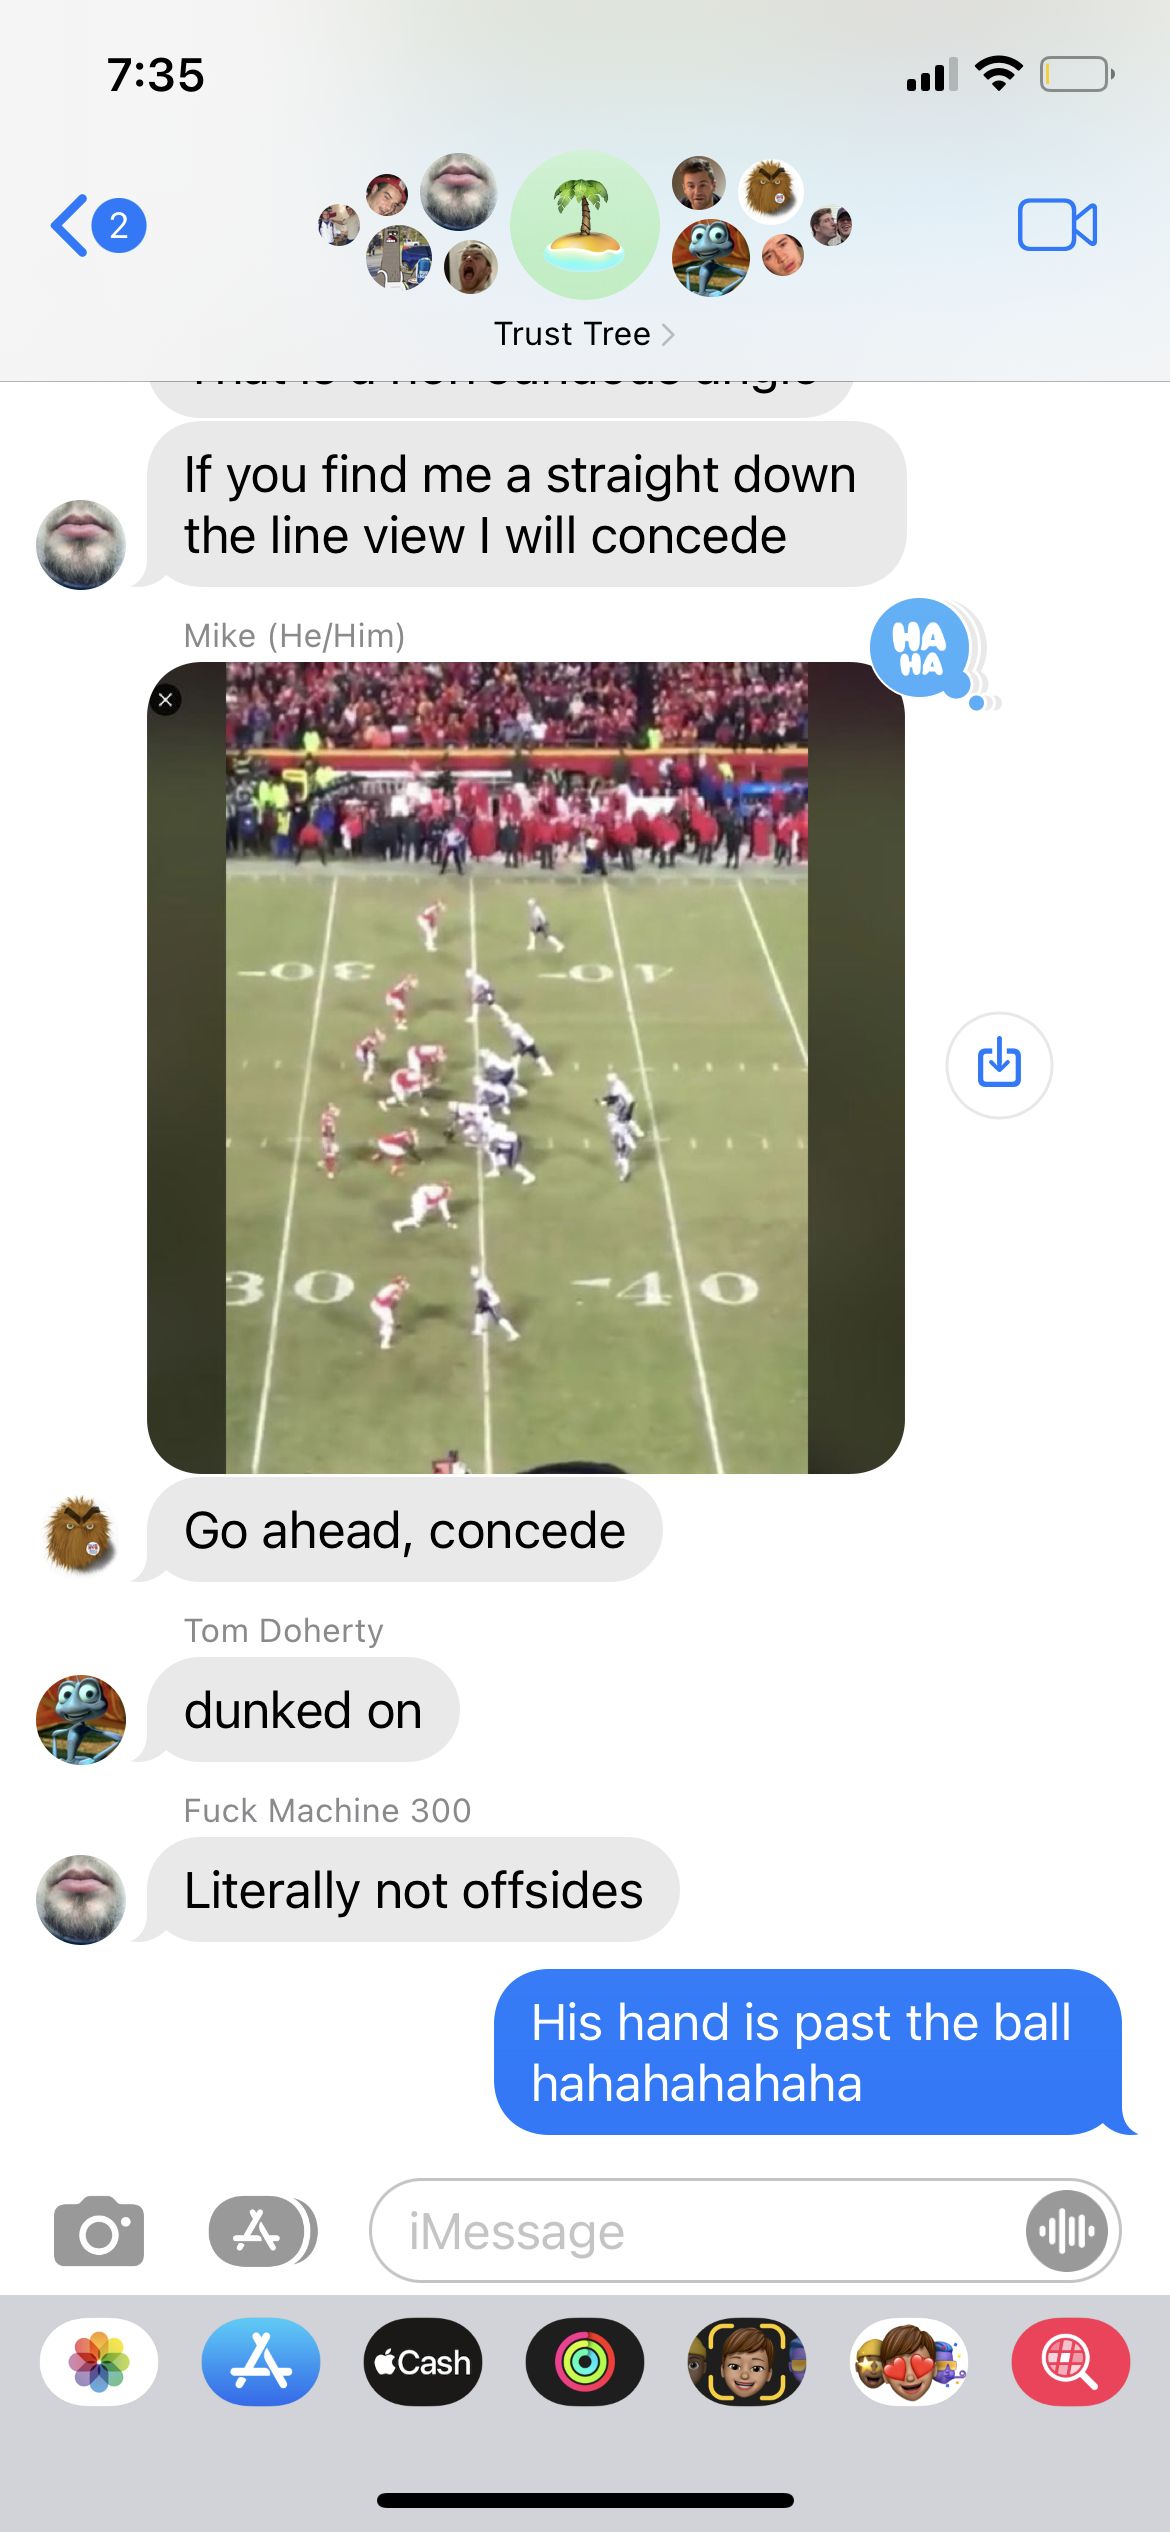 7:35
2
Trust Tree
If you find me a straight down
the line view I will concede
Mike (He/Him)
HA
HA
30
40
30
40
Go ahead, concede
Tom Doherty
dunked on
Fuck Machine 300
Literally not offsides
His hand is past the ball
hahahahahaha
iMessage
Cash